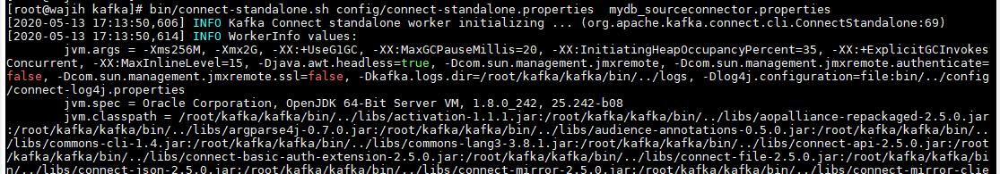 [root@wajih kafka]# bin/connect-standalone.sh config/connect-standalone.properties  mydb_sourceconnector.properties
[2020-05-13 17:13:50,606] INFO Kafka Connect standalone worker initializing ... (org.apache.kafka.connect.cli.ConnectStandalone:69)
[2020-05-13 17:13:50,614] INFO WorkerInfo values:
        jvm.args = -Xms256M, -Xmx2G, -XX:+UseG1GC, -XX:MaxGCPauseMillis=20, -XX:InitiatingHeapOccupancyPercent=35, -XX:+ExplicitGCInvokes
Concurrent, -XX:MaxInlineLevel=15, -Djava.awt.headless=true, -Dcom.sun.management.jmxremote, -Dcom.sun.management.jmxremote.authenticate=
false, -Dcom.sun.management.jmxremote.ssl=false, -Dkafka.logs.dir=/root/kafka/kafka/bin/../logs, -Dlog4j.configuration=file:bin/../config
/connect-log4j.properties
        jvm.spec = Oracle Corporation, OpenJDK 64-Bit Server VM, 1.8.0_242, 25.242-b08
        jvm.classpath = /root/kafka/kafka/bin/../libs/activation-1.1.1.jar:/root/kafka/kafka/bin/../libs/aopalliance-repackaged-2.5.0.jar
:/root/kafka/kafka/bin/../libs/argparse4j-0.7.0.jar:/root/kafka/kafka/bin/../libs/audience-annotations-0.5.0.jar:/root/kafka/kafka/bin/..
/libs/commons-cli-1.4.jar:/root/kafka/kafka/bin/../libs/commons-lang3-3.8.1.jar:/root/kafka/kafka/bin/../libs/connect-api-2.5.0.jar:/root
/kafka/kafka/bin/../libs/connect-basic-auth-extension-2.5.0.jar:/root/kafka/kafka/bin/../libs/connect-file-2.5.0.jar:/root/kafka/kafka/bi
n/../libs/connect-json-2.5.0.jar:/root/kafka/kafka/bin/../libs/connect-mirror-2.5.0.jar:/root/kafka/kafka/bin/../libs/connect-mirror-clie